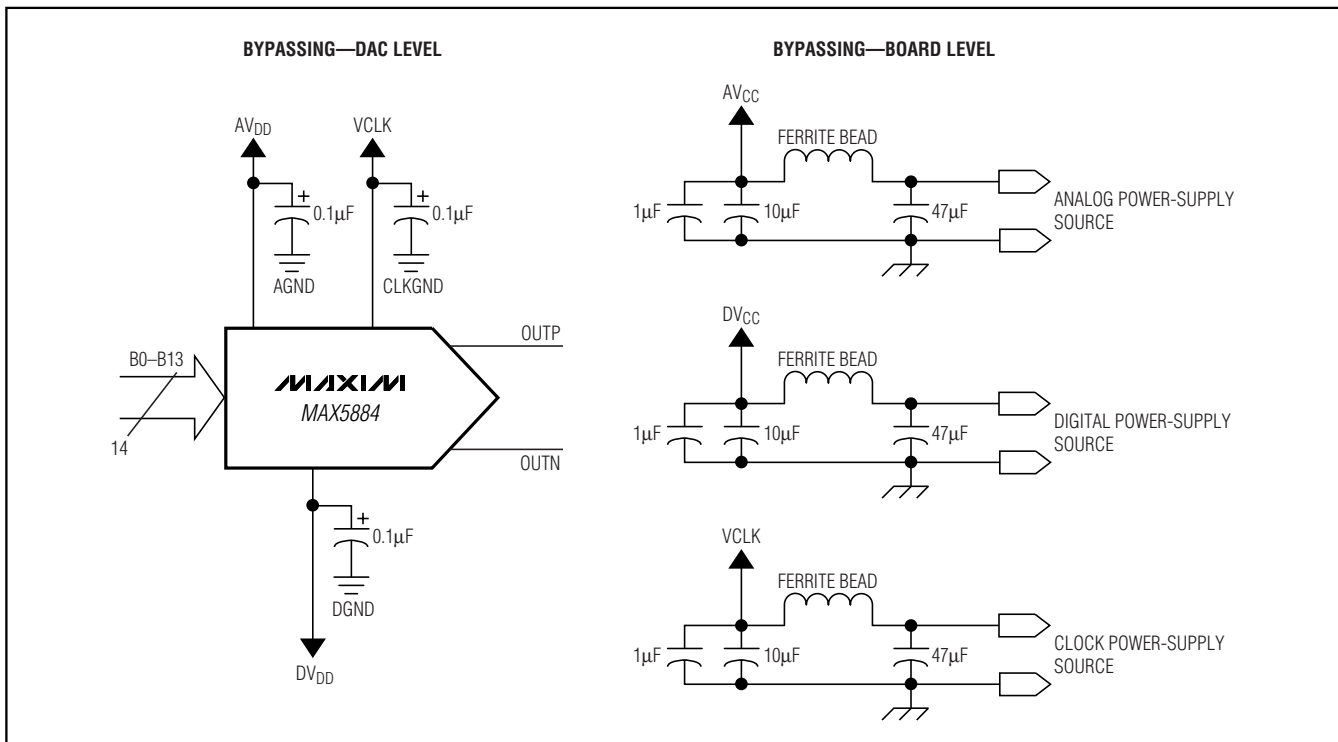 BYPASSING—DAC LEVEL
AVDD
VCLK
+
0.1µF
+
0.1µF
AGND
CLKGND
B0–B13
14
MAXIM
MAX5884
OUTP
OUTN
+
0.1µF
DGND
DVDD
BYPASSING—BOARD LEVEL
AVCC
FERRITE BEAD
1µF
10µF
47µF
ANALOG POWER-SUPPLY
SOURCE
DVCC
FERRITE BEAD
1µF
10µF
47µF
DIGITAL POWER-SUPPLY
SOURCE
VCLK
FERRITE BEAD
1µF
10µF
47µF
CLOCK POWER-SUPPLY
SOURCE